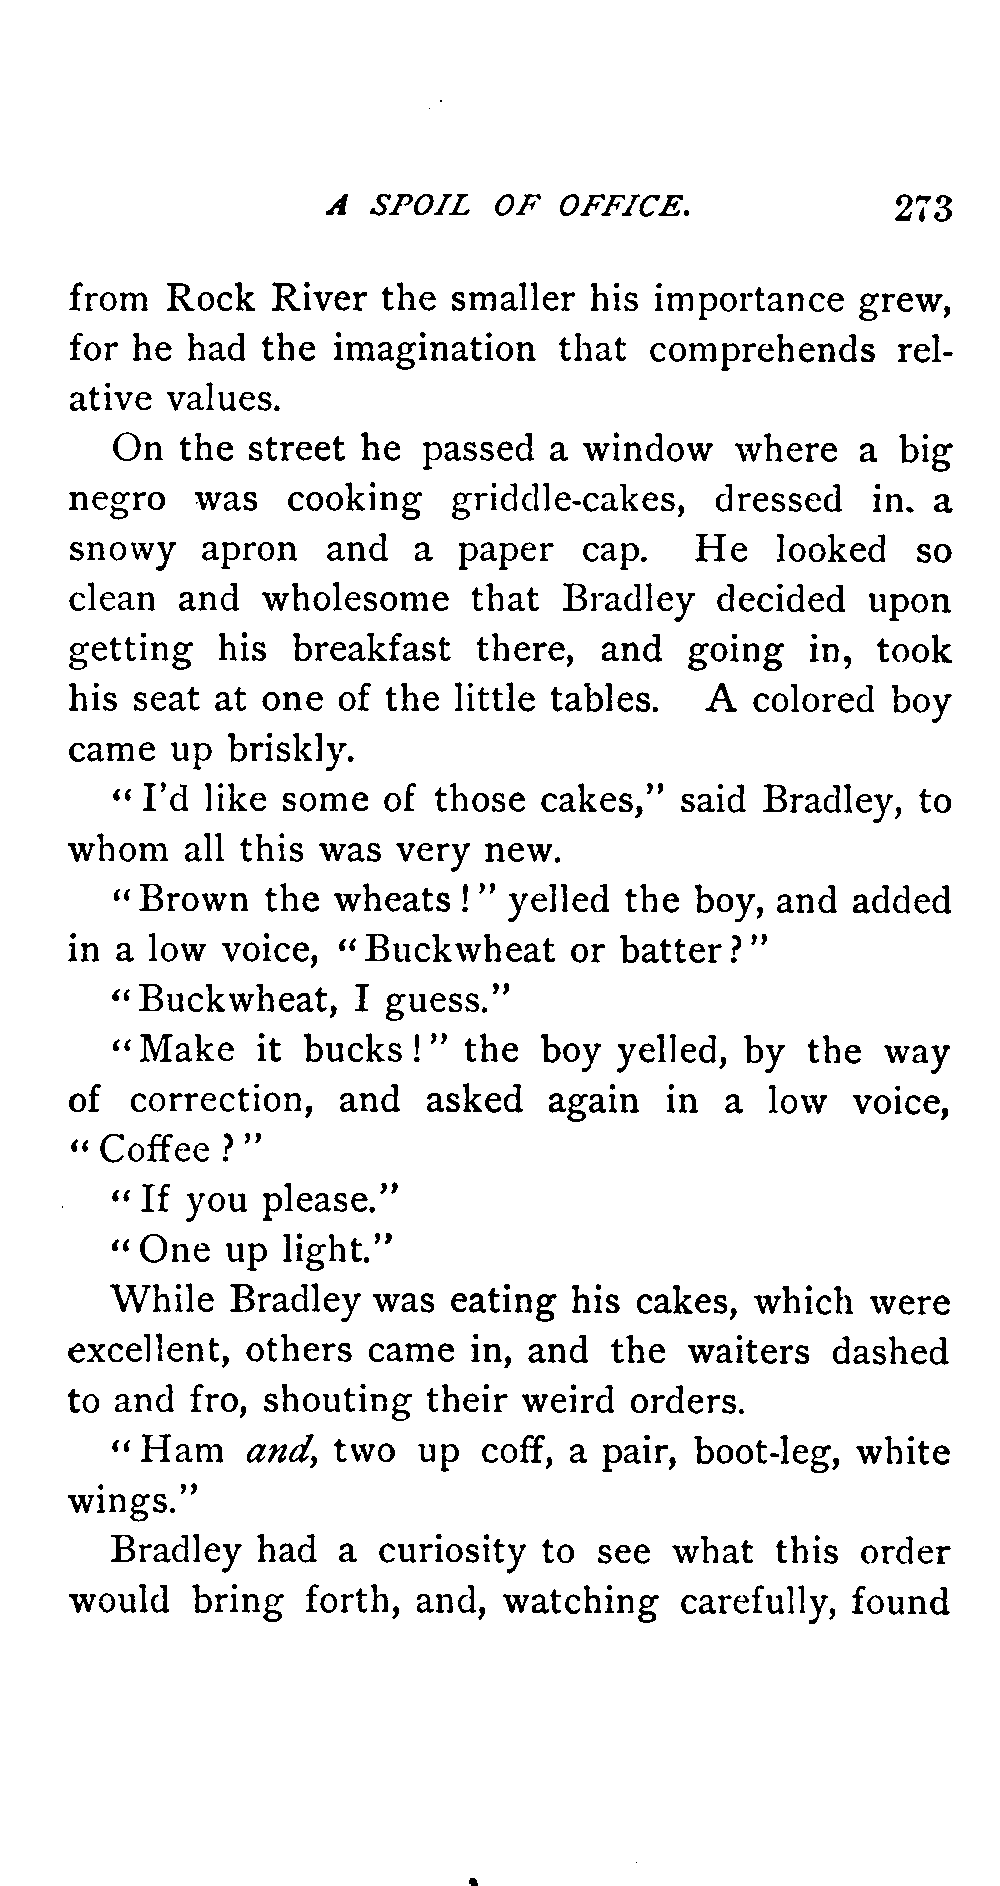 A SPOIL OF OFFICE. 273
from Rock River the smaller his importance grew,
for he had the imagination that comprehends rel-
ative values.
On the street he passed a window where a big
negro was cooking griddle-cakes, dressed in. a
snowy apron and a paper cap. He looked so
clean and wholesome that Bradley decided upon
getting his breakfast there, and going in, took
his seat at one of the little tables. A colored boy
came up briskly.
“I’d like some of those cakes,” said Bradley, to
whom all this was very new.
“Brown the wheats!” yelled the boy, and added
in a low voice, “Buckwheat or batter?”
“Buckwheat, I guess.”
“Make it bucks!” the boy yelled, by the way
of correction, and asked again in a low voice,
“Coffee?”
“If you please.”
“One up light.”
While Bradley was eating his cakes, which were
excellent, others came in, and the waiters dashed
to and fro, shouting their weird orders.
“Ham and, two up coff, a pair, boot-leg, white
wings.”
Bradley had a curiosity to see what this order
would bring forth, and, watching carefully, found